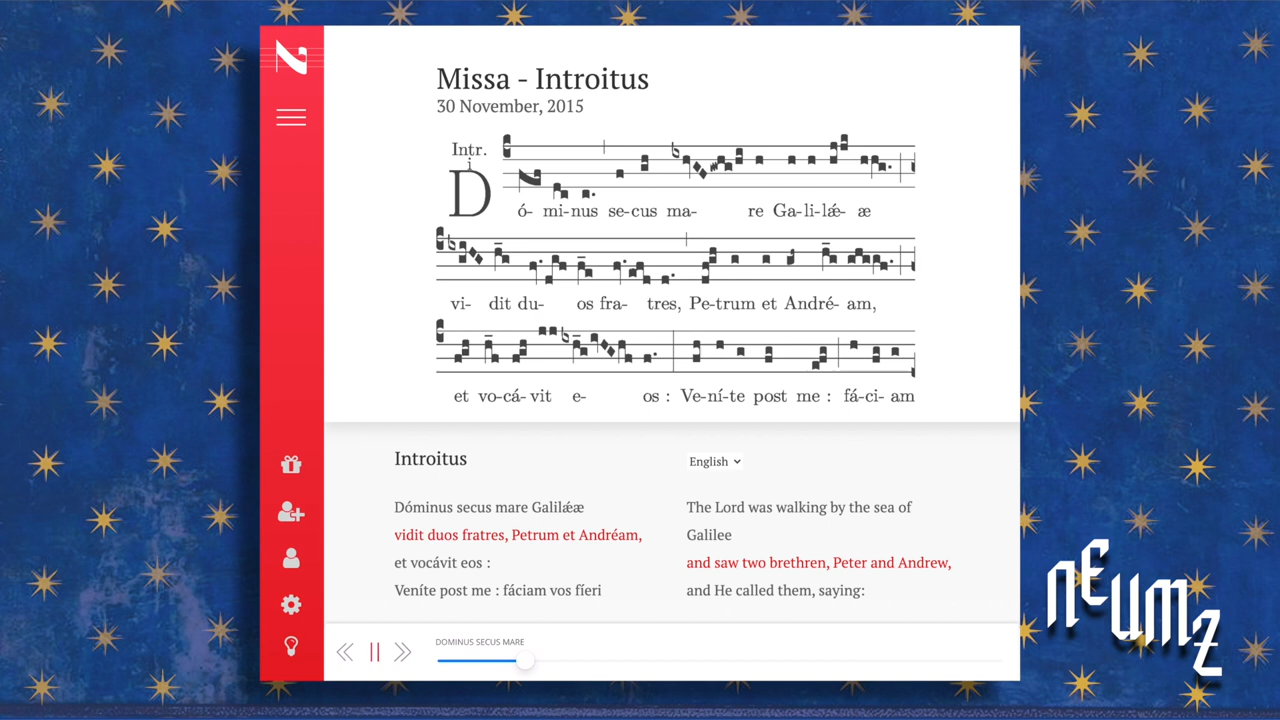 Missa - Introitus
30 November, 2015
Intr.
i
D ó- mi-nus se-cus ma- re Ga-li-lǽ- æ
vi- dit du- os fra- tres, Pe-trum et André- am,
et vo-cá-vit e- os : Ve-ní-te post me : fá-ci- am
Introitus
English
Dóminus secus mare Galilǽæ
vidit duos fratres, Petrum et Andréam,
et vocávit eos :
Veníte post me : fáciam vos fíeri
The Lord was walking by the sea of
Galilee
and saw two brethren, Peter and Andrew,
and He called them, saying:
DOMINUS SECUS MARE
NEUMZ